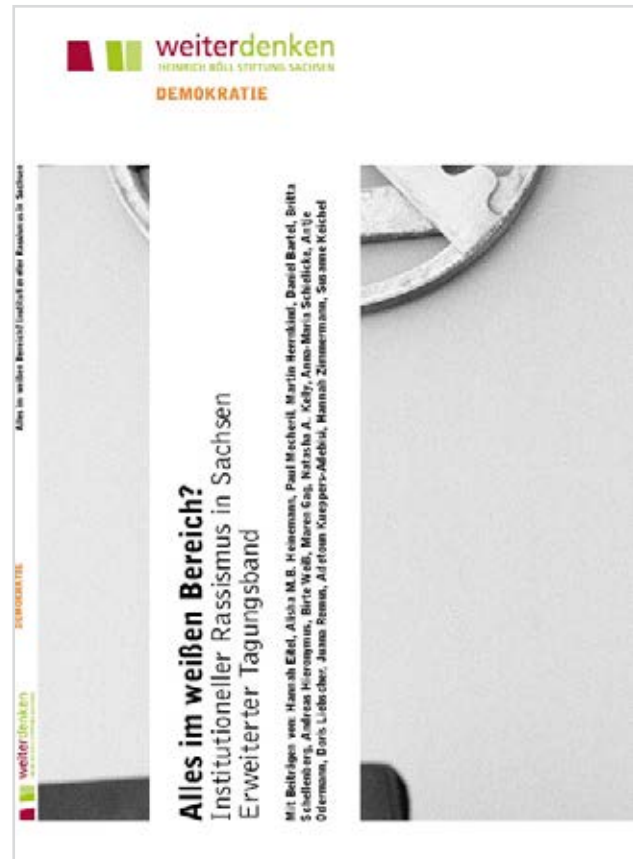 weiterdenken
HEINRICH BÖLL STIFTUNG SACHSEN
DEMOKRATIE
Alles im weißen Bereich? Institutioneller Rassismus in Sachsen
DEMOKRATIE
weiterdenken
Alles im weißen Bereich?
Institutioneller Rassismus in Sachsen
Erweiterter Tagungsband
Mit Beiträgen von: Hannah Eitel, Alisha M.B. Heinemann, Paul Mecheril, Martin Herrnkind, Daniel Bartel, Britta
Schellenberg, Andreas Hieronymus, Birte Weiß, Maren Gag, Natasha A. Kelly, Anna-Maria Schielicke, Antje
Odermann, Doris Liebscher, Juana Remus, Adetoun Kueppers-Adebisi, Hannah Zimmermann, Susanne Keichel